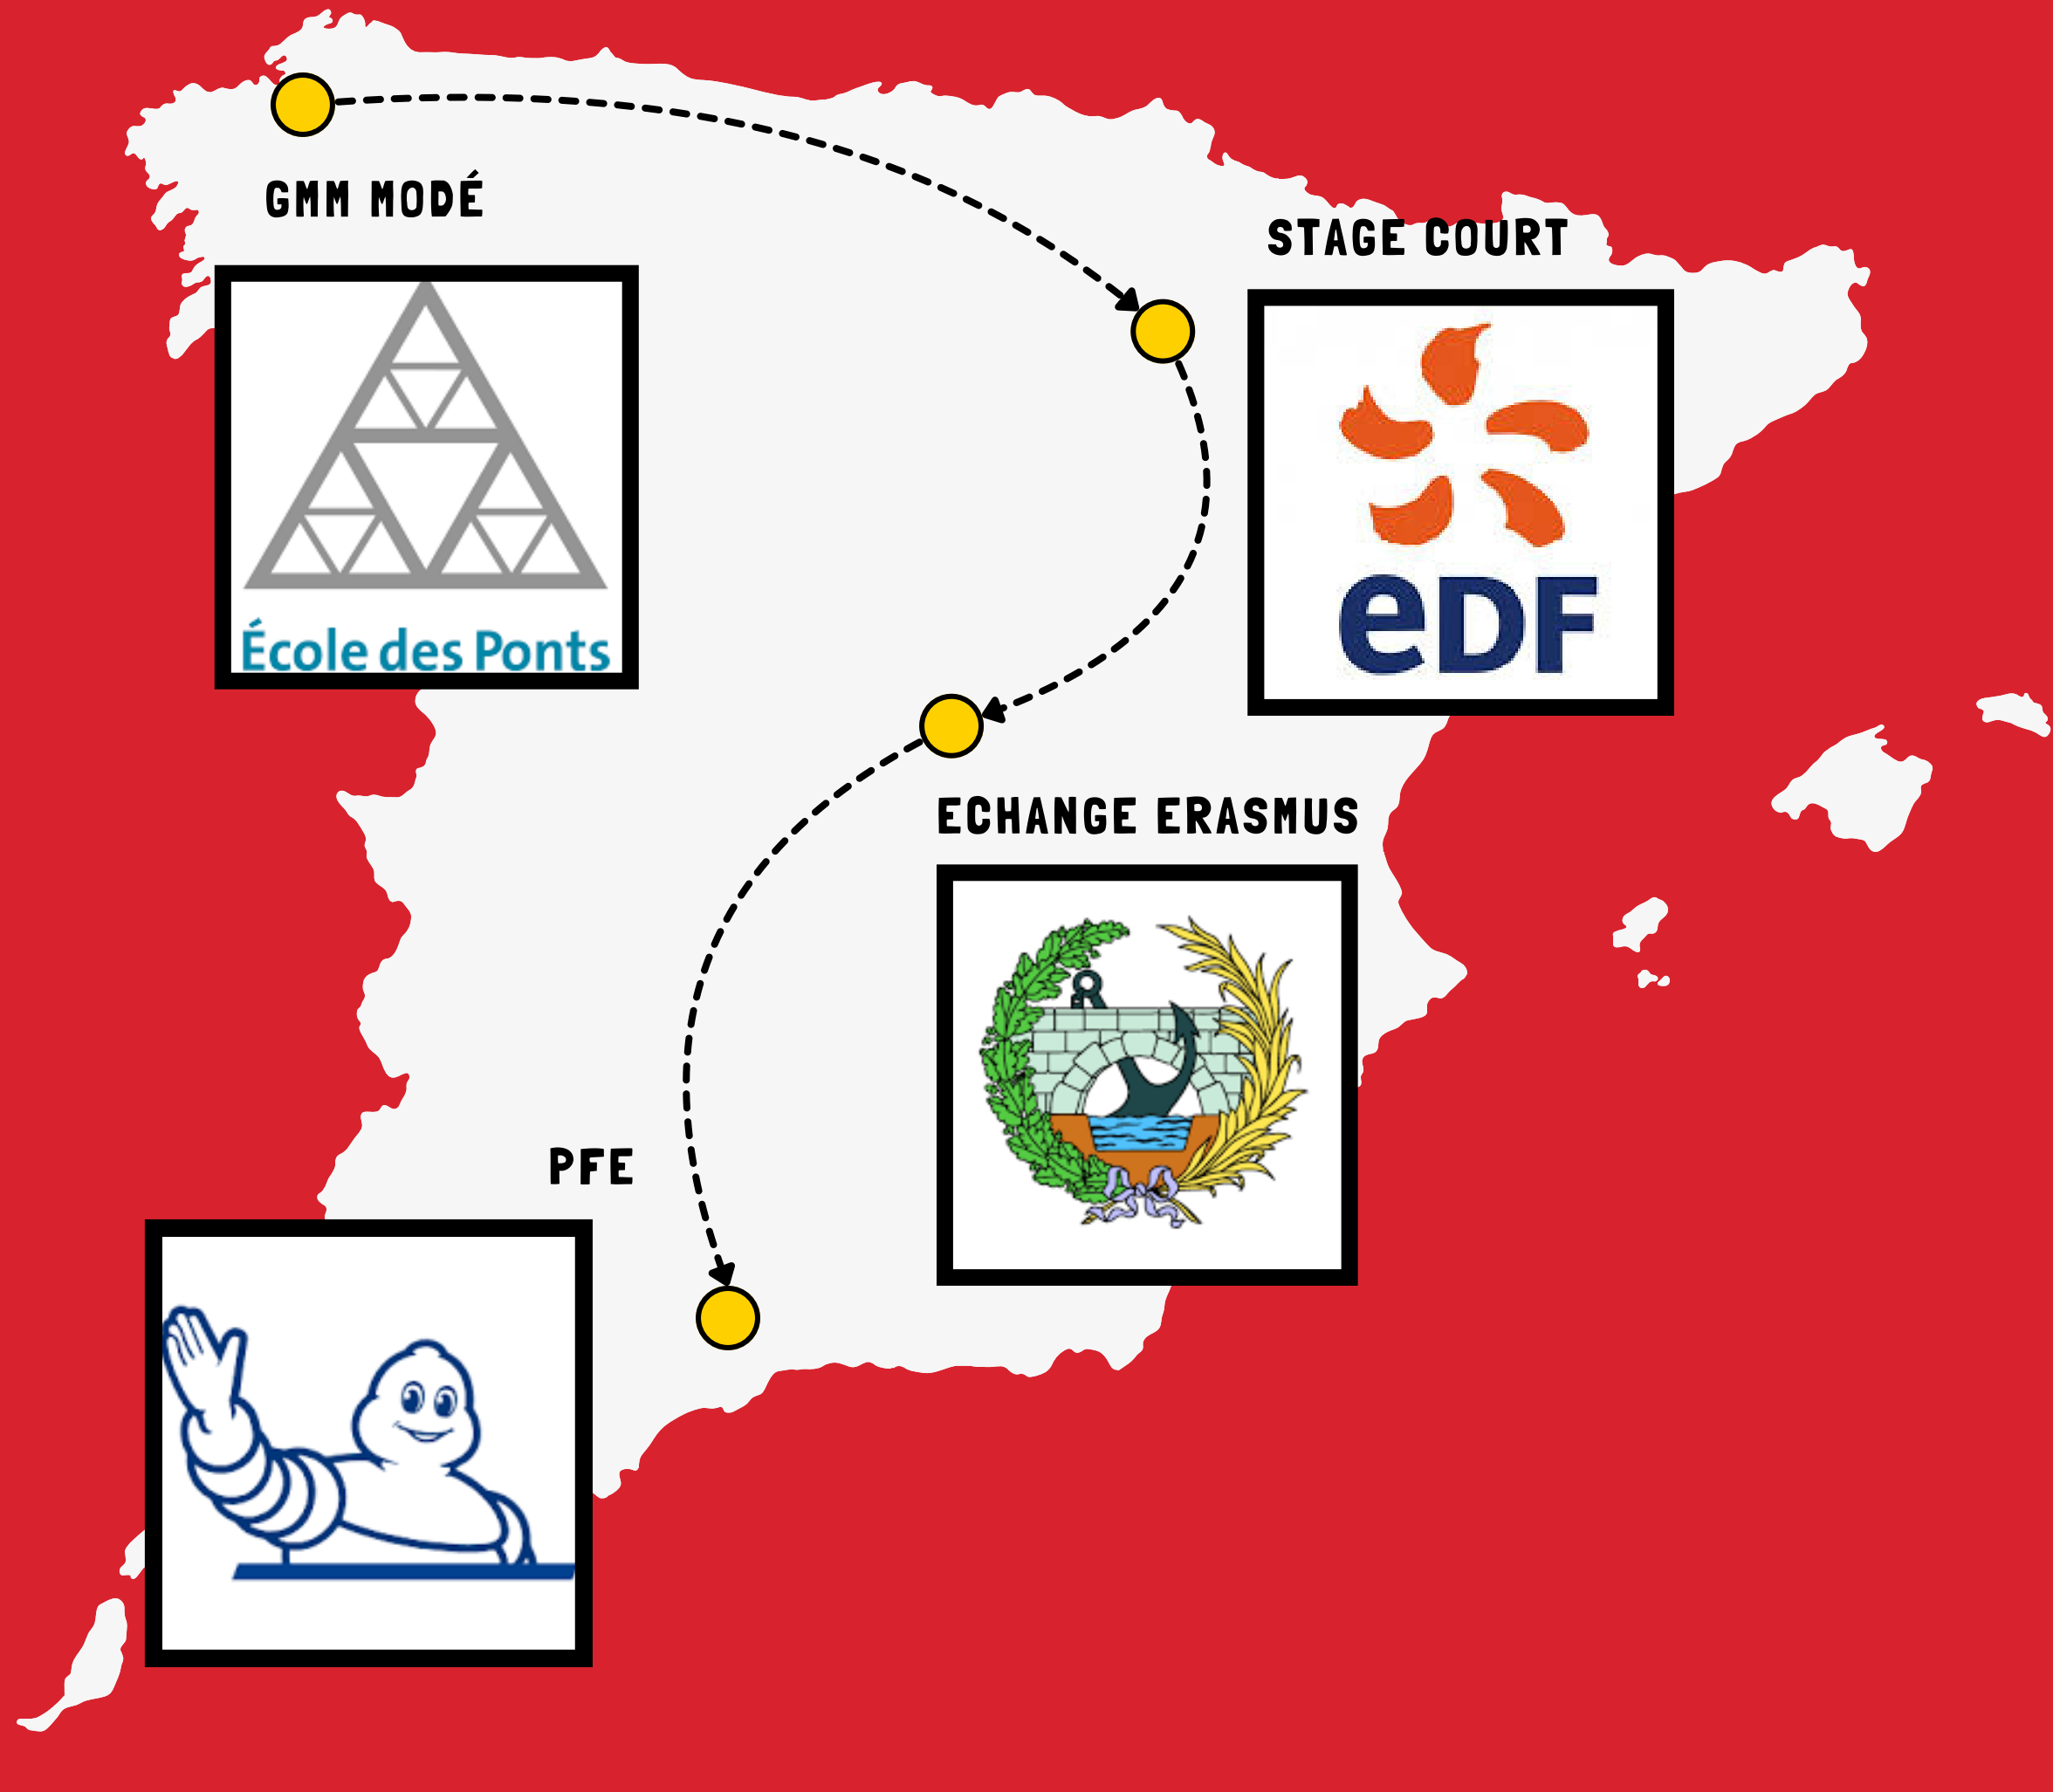 GMM MODÉ
École des Ponts
STAGE COURT
eDF
ECHANGE ERASMUS
PFE